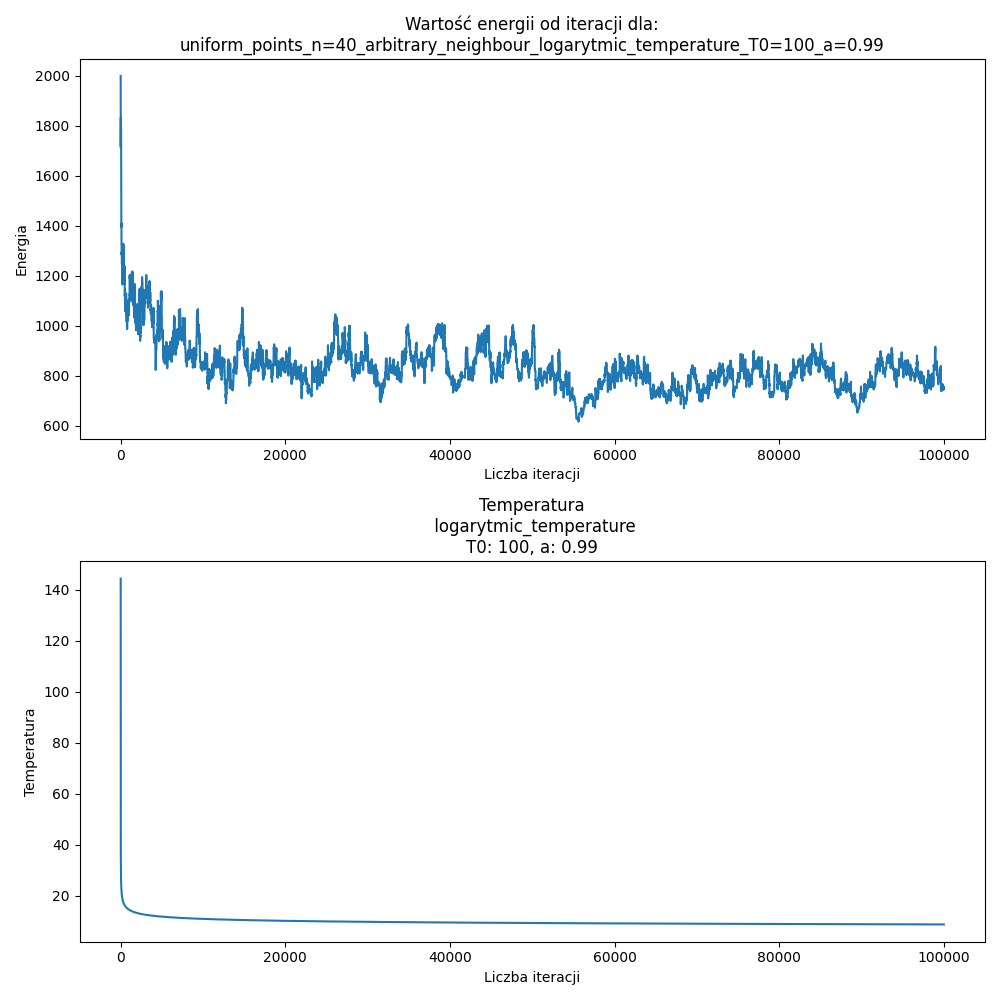 Wartość energii od iteracji dla:
uniform_points_n=40_arbitrary_neighbour_logarytmic_temperature_T0=100_a=0.99
2000
1800
1600
1400
1200
1000
800
600
Energia
0 20000 40000 60000 80000 100000
Liczba iteracji
Temperatura
logarytmic_temperature
T0: 100, a: 0.99
140
120
100
80
60
40
20
Temperatura
0 20000 40000 60000 80000 100000
Liczba iteracji